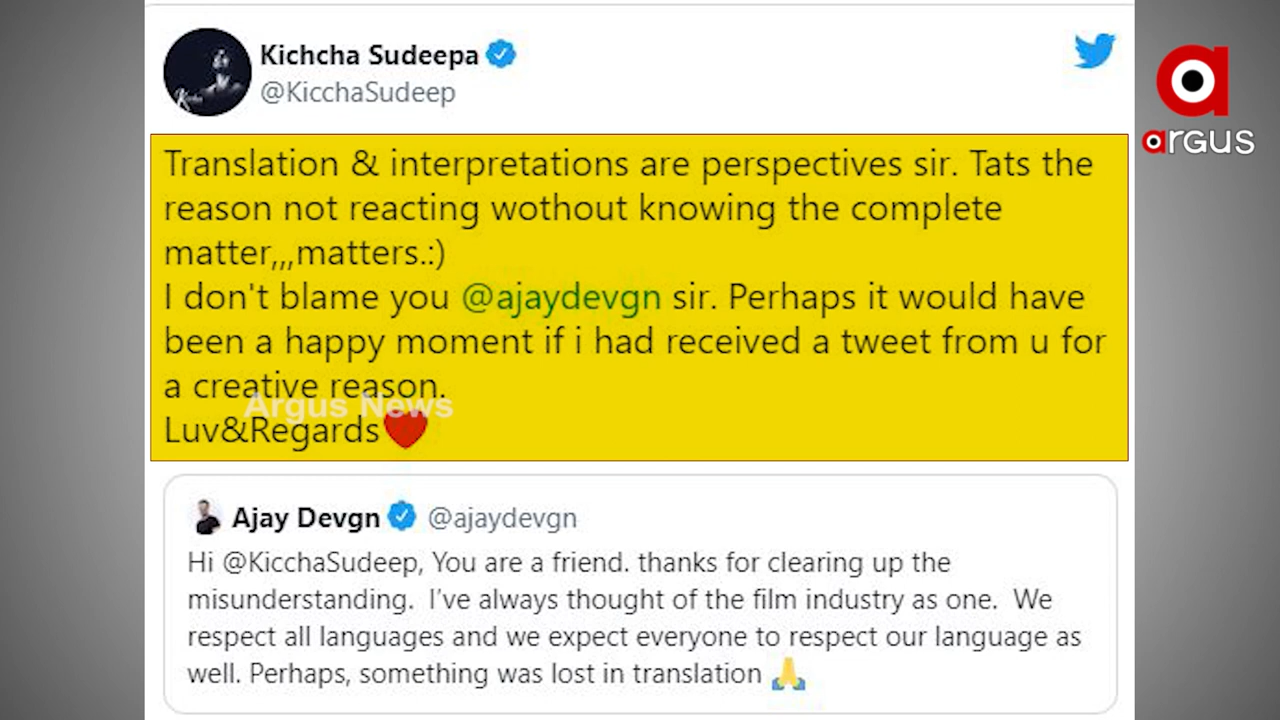 Kichcha Sudeepa
@KicchaSudeep
argus
Translation & interpretations are perspectives sir. Tats the
reason not reacting wothout knowing the complete
matter,,,matters.:)
I don't blame you @ajaydevgn sir. Perhaps it would have
been a happy moment if i had received a tweet from u for
a creative reason.
Argus News
Luv&Regards❤️
Ajay Devgn @ajaydevgn
Hi @KicchaSudeep, You are a friend. thanks for clearing up the
misunderstanding.  I’ve always thought of the film industry as one.  We
respect all languages and we expect everyone to respect our language as
well. Perhaps, something was lost in translation 🙏